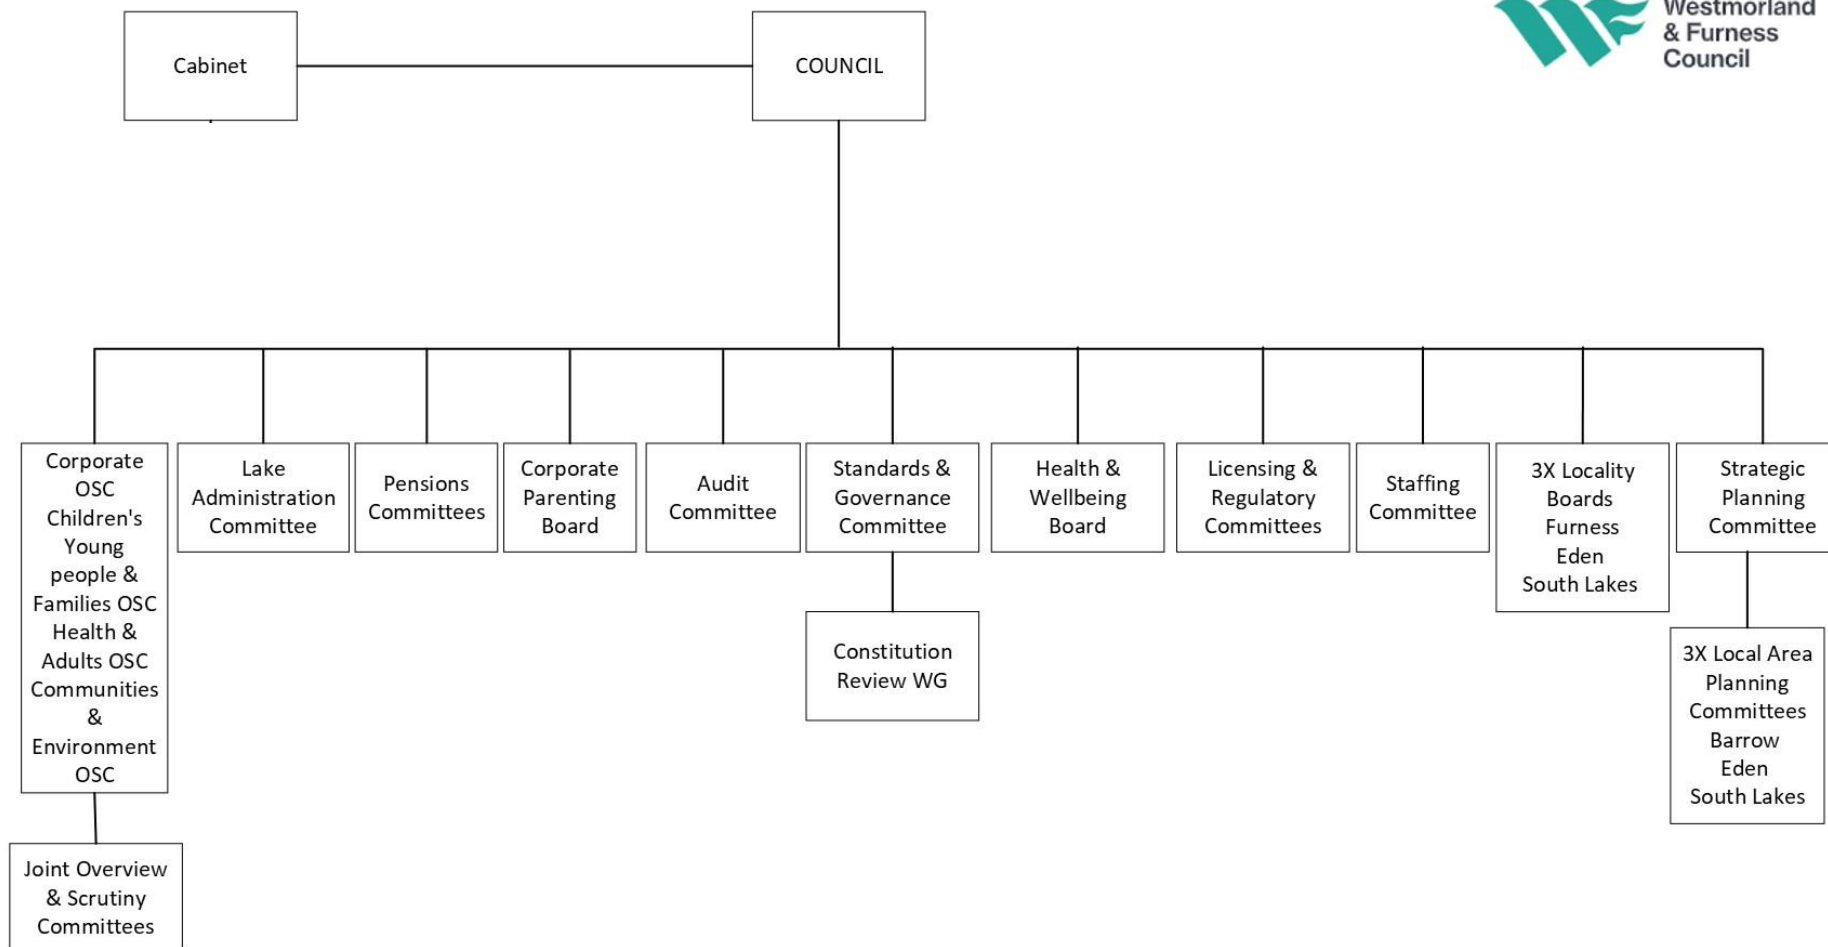 Cabinet
COUNCIL
Westmorland
& Furness
Council
Corporate
OSC
Children's
Young
people &
Families OSC
Health &
Adults OSC
Communities
&
Environment
OSC
Lake
Administration
Committee
Pensions
Committees
Corporate
Parenting
Board
Audit
Committee
Standards &
Governance
Committee
Health &
Wellbeing
Board
Licensing &
Regulatory
Committees
Staffing
Committee
3X Locality
Boards
Furness
Eden
South Lakes
Strategic
Planning
Committee
Constitution
Review WG
3X Local Area
Planning
Committees
Barrow
Eden
South Lakes
Joint Overview
& Scrutiny
Committees